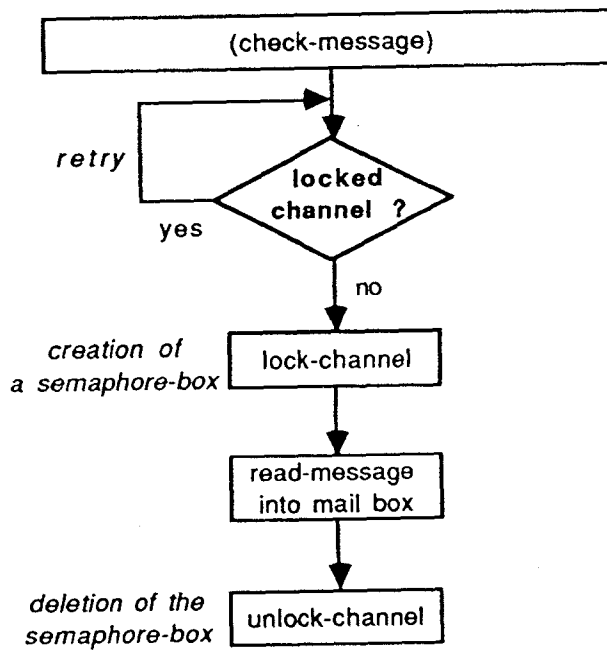 (check-message)
retry
locked
channel ?
yes
no
creation of
a semaphore-box
lock-channel
read-message
into mail box
deletion of the
semaphore-box
unlock-channel